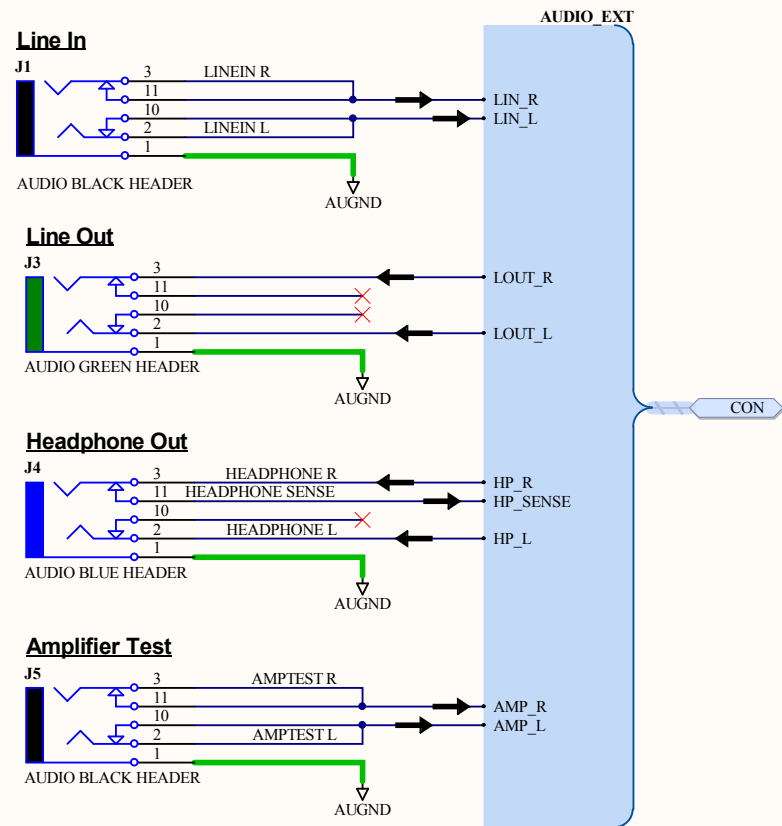 AUDIO_EXT
Line In
J1
3 LINEIN R
11
LIN_R
10
LIN_L
2 LINEIN L
1
AUDIO BLACK HEADER
AUGND
Line Out
J3
3
LOUT_R
11
10
2
LOUT_L
1
AUDIO GREEN HEADER
AUGND
CON
Headphone Out
J4
3 HEADPHONE R HP_R
11 HEADPHONE SENSE HP_SENSE
10
2 HEADPHONE L HP_L
1
AUDIO BLUE HEADER
AUGND
Amplifier Test
J5
3 AMPTEST R
11
AMP_R
10
AMP_L
2 AMPTEST L
1
AUDIO BLACK HEADER
AUGND